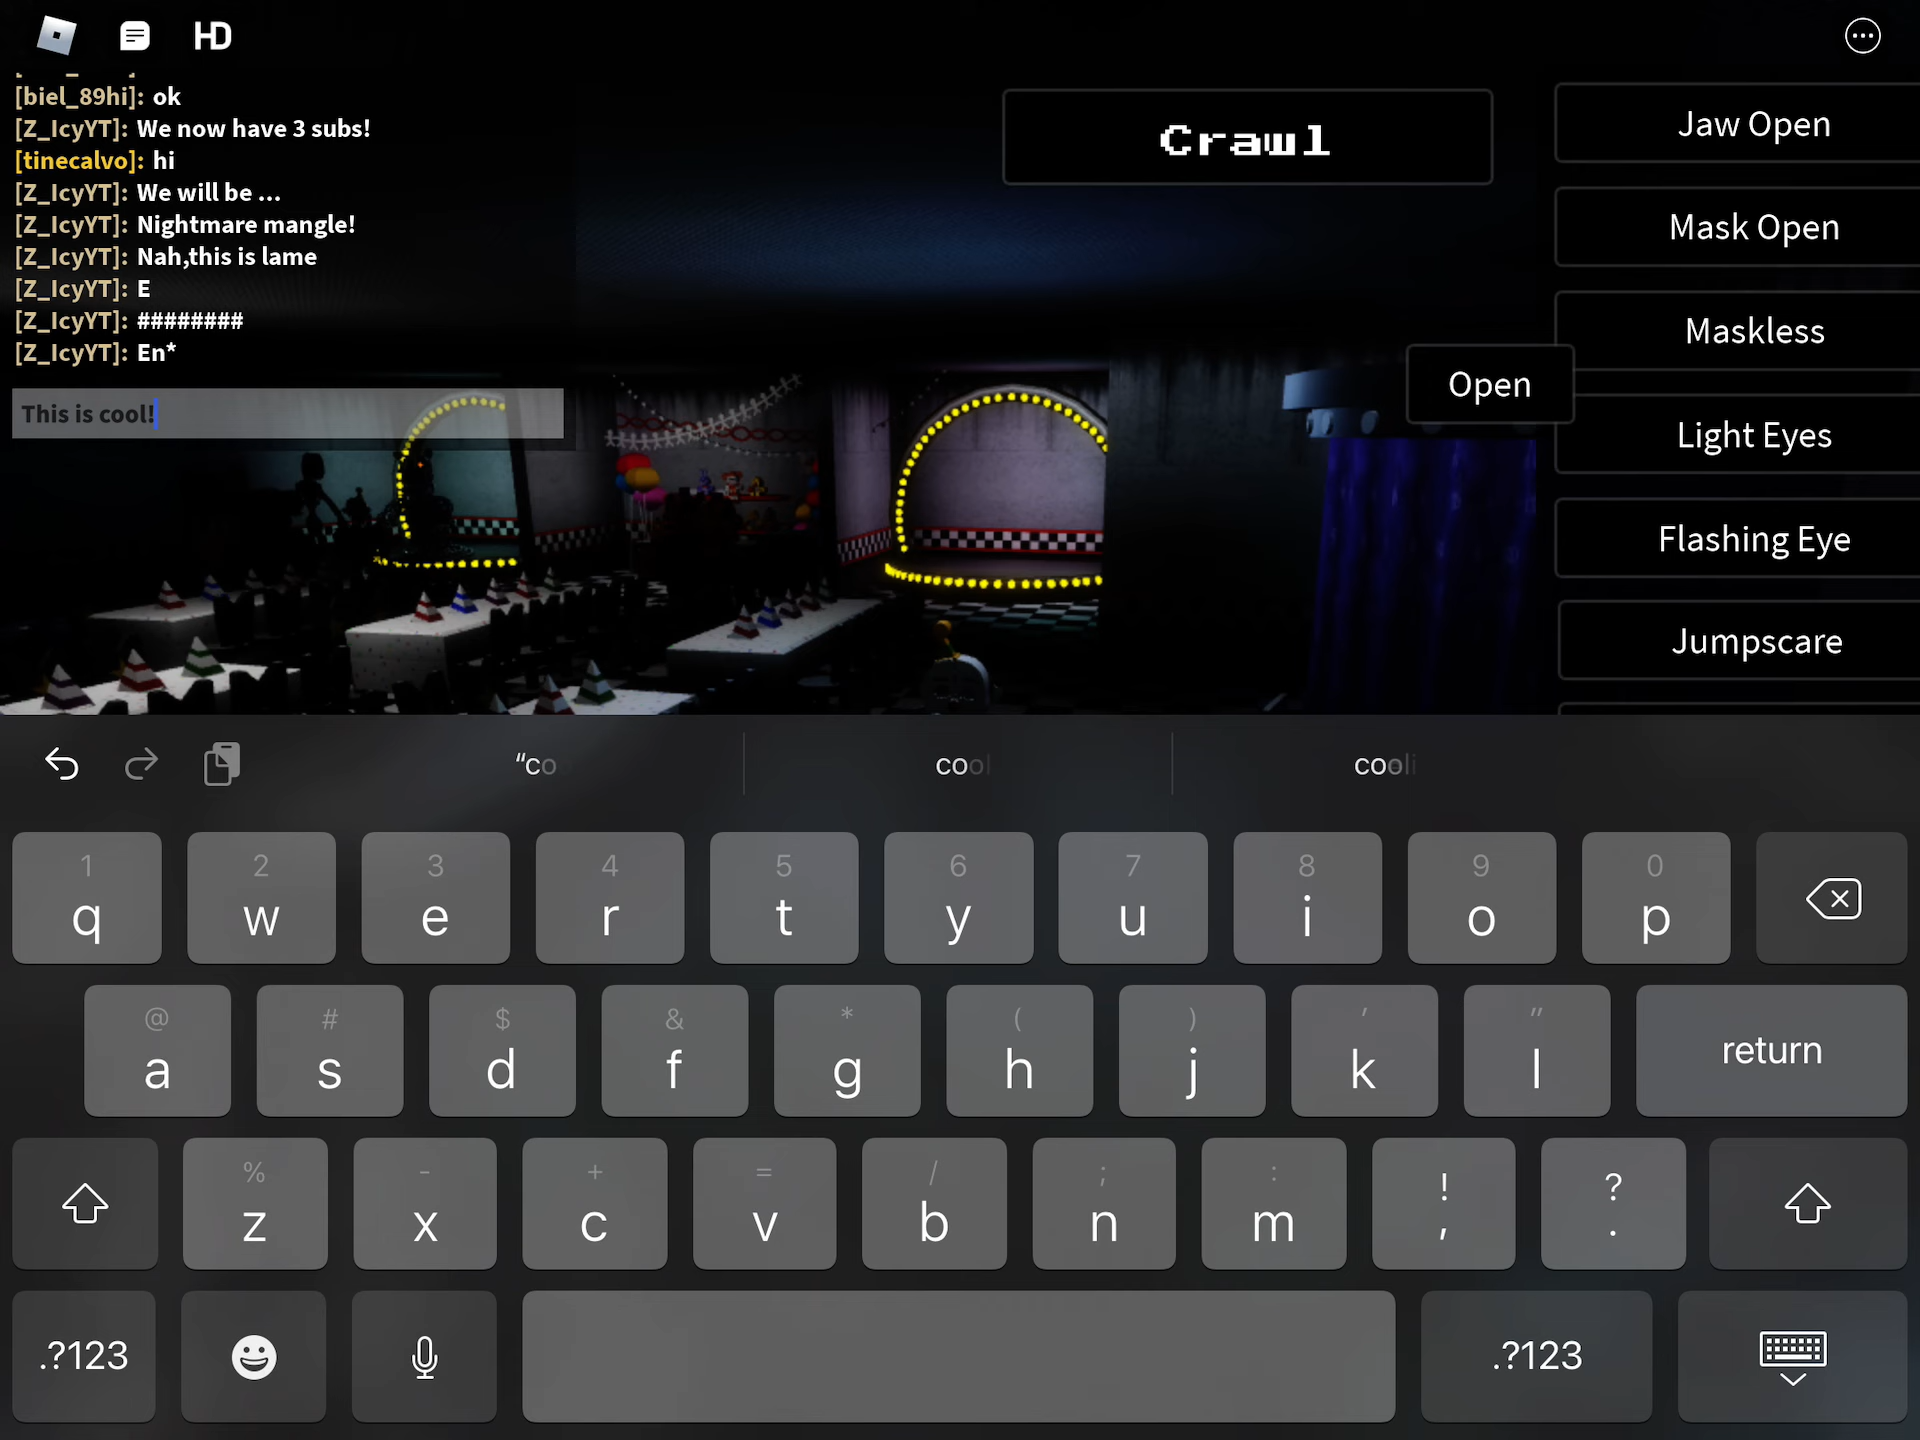 HD
[biel_89hi]: ok
[Z_IcyYT]: We now have 3 subs!
[tinecalvo]: hi
[Z_IcyYT]: We will be ...
[Z_IcyYT]: Nightmare mangle!
[Z_IcyYT]: Nah,this is lame
[Z_IcyYT]: E
[Z_IcyYT]: ########
[Z_IcyYT]: En*
This is cool!
Crawl
Jaw Open
Mask Open
Maskless
Open
Light Eyes
Flashing Eye
Jumpscare
“co cool cooli
1 2 3 4 5 6 7 8 9 0
q w e r t y u i o p
@ # $ & * ( ) ' "
a s d f g h j k l return
% - + = / ; : ! ?
z x c v b n m , .
.?123 .?123